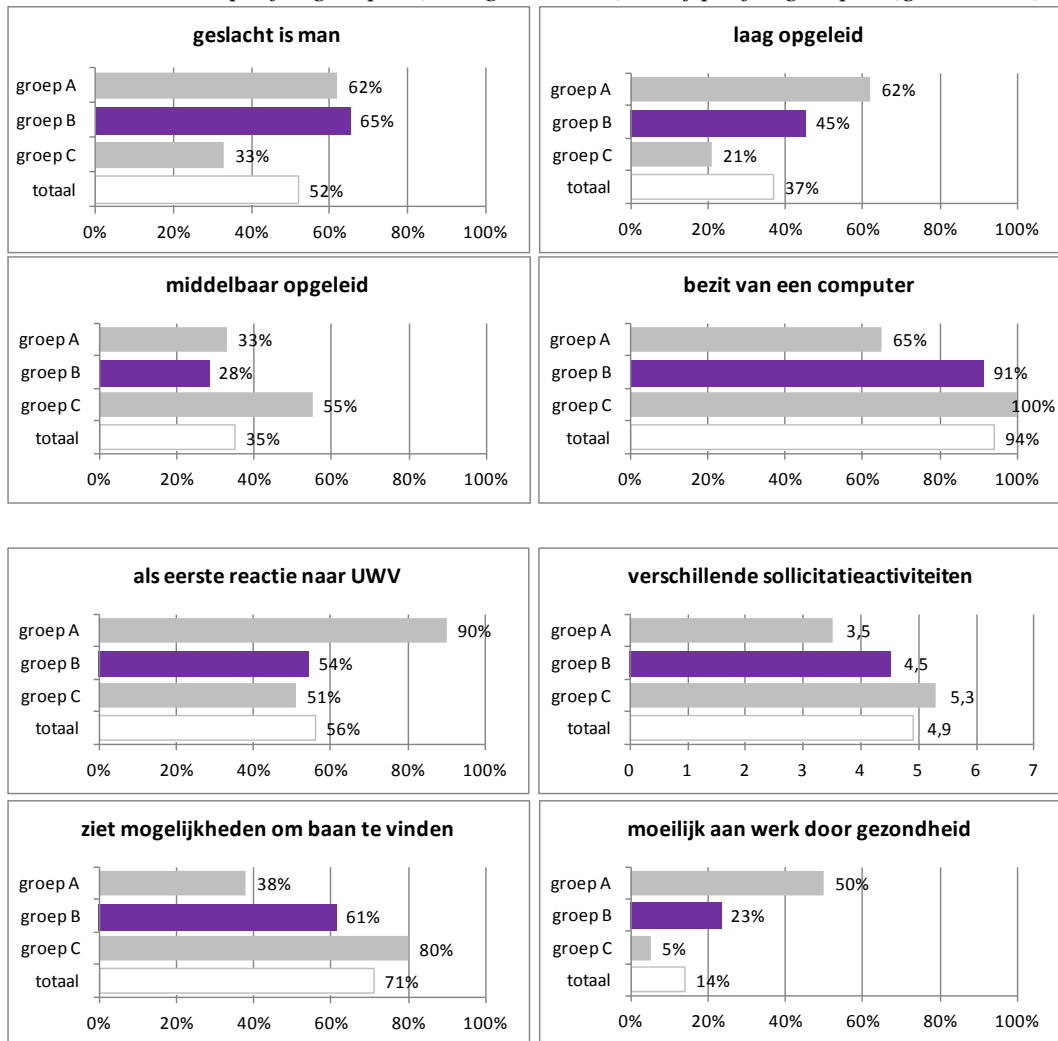 geslacht is man
groep A
62%
groep B
65%
groep C
33%
totaal
52%
0% 20% 40% 60% 80% 100%
laag opgeleid
groep A
62%
groep B
45%
groep C
21%
totaal
37%
0% 20% 40% 60% 80% 100%
middelbaar opgeleid
groep A
33%
groep B
28%
groep C
55%
totaal
35%
0% 20% 40% 60% 80% 100%
bezit van een computer
groep A
65%
groep B
91%
groep C
100%
totaal
94%
0% 20% 40% 60% 80% 100%
als eerste reactie naar UWV
groep A
90%
groep B
54%
groep C
51%
totaal
56%
0% 20% 40% 60% 80% 100%
verschillende sollicitatieactiviteiten
groep A
3,5
groep B
4,5
groep C
5,3
totaal
4,9
0 1 2 3 4 5 6 7
ziet mogelijkheden om baan te vinden
groep A
38%
groep B
61%
groep C
80%
totaal
71%
0% 20% 40% 60% 80% 100%
moeilijk aan werk door gezondheid
groep A
50%
groep B
23%
groep C
5%
totaal
14%
0% 20% 40% 60% 80% 100%